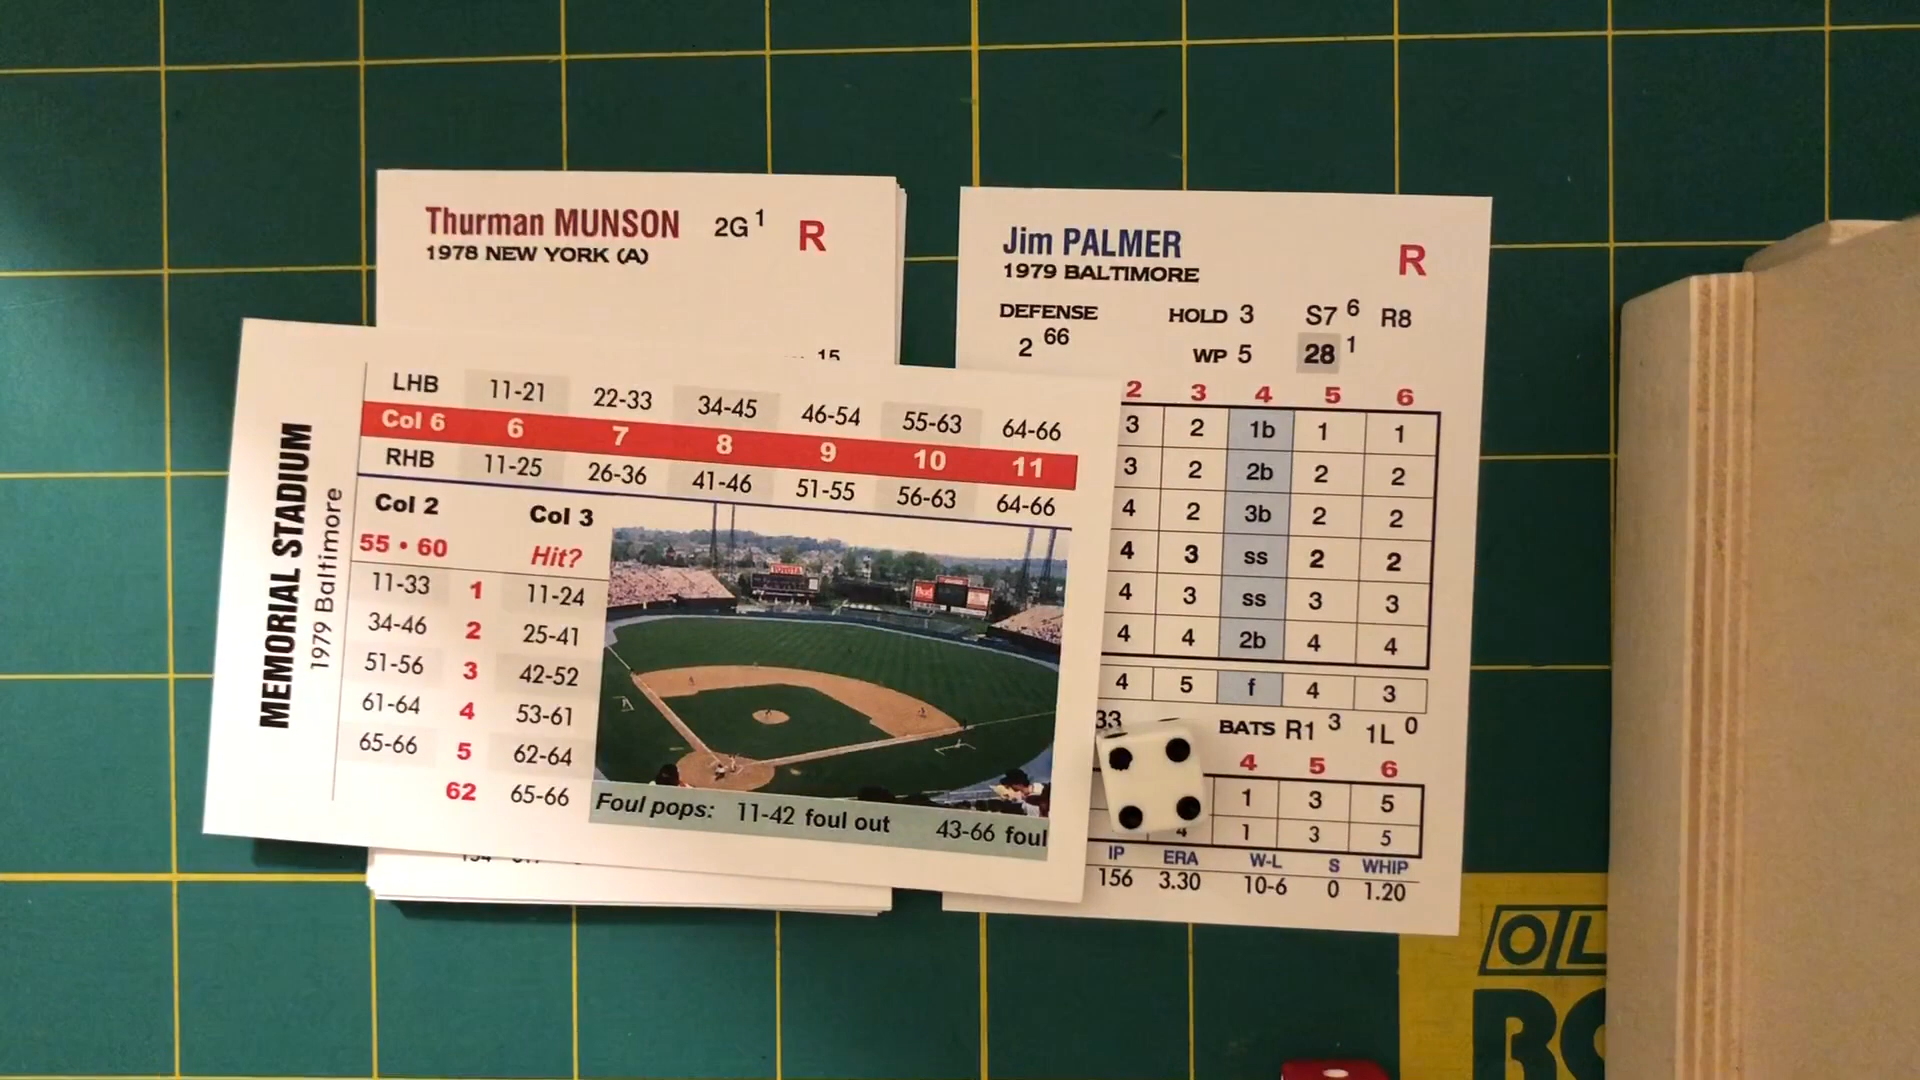 Thurman MUNSON 2G 1 R
1978 NEW YORK (A)
15
MEMORIAL STADIUM
1979 Baltimore
LHB 11-21 22-33 34-45 46-54 55-63 64-66
Col 6 6 7 8 9 10 11
RHB 11-25 26-36 41-46 51-55 56-63 64-66
Col 2 Col 3
55 • 60 Hit?
11-33 1 11-24
34-46 2 25-41
51-56 3 42-52
61-64 4 53-61
65-66 5 62-64
62 65-66
TOYOTA
Bud
Foul pops: 11-42 foul out 43-66 foul
Jim PALMER R
1979 BALTIMORE
DEFENSE HOLD 3 S7 6 R8
2 66 WP 5 28 1
2 3 4 5 6
3 2 1b 1 1
3 2 2b 2 2
4 2 3b 2 2
4 3 ss 2 2
4 3 ss 3 3
4 4 2b 4 4
4 5 f 4 3
33 BATS R1 3 1L 0
4 5 6
1 3 5
4 1 3 5
IP ERA W-L S WHIP
156 3.30 10-6 0 1.20
OL